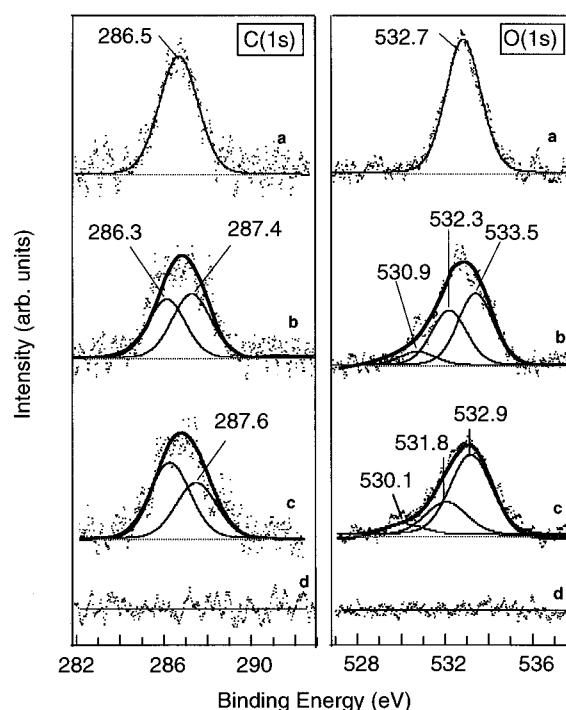 C(1s)
286.5
a
286.3
287.4
b
287.6
c
d
282
286
290
O(1s)
532.7
a
532.3
533.5
530.9
b
532.9
531.8
530.1
c
d
528
532
536
Intensity (arb. units)
Binding Energy (eV)